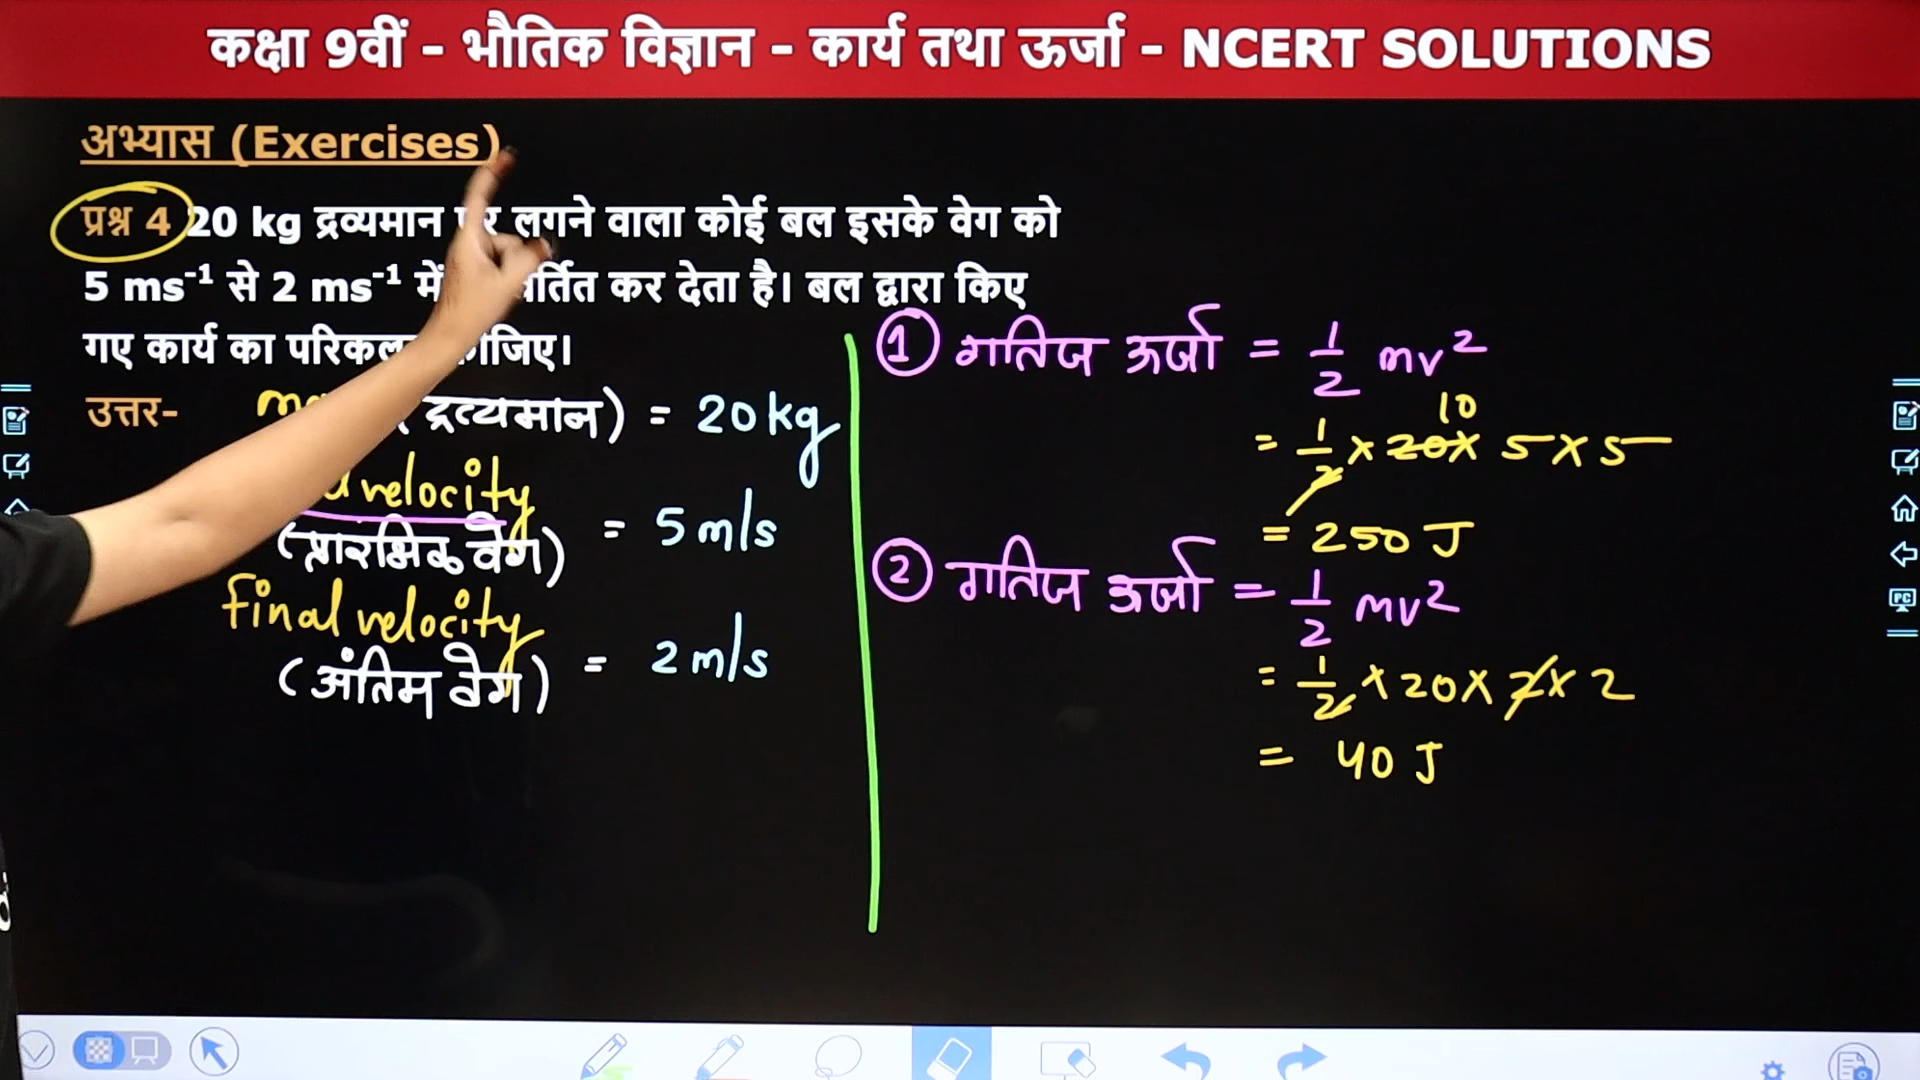 कक्षा 9वीं - भौतिक विज्ञान - कार्य तथा ऊर्जा - NCERT SOLUTIONS
अभ्यास (Exercises)
प्रश्न 4 20 kg द्रव्यमान लगने वाला कोई बल इसके वेग को
5 ms⁻¹ से 2 ms⁻¹ में कर देता है। बल द्वारा किए
गए कार्य का
उत्तर-
द्रव्यमान) = 20 kg
velocity
(प्रारंभिक वेग) = 5 m/s
final velocity
(अंतिम वेग) = 2 m/s
① गतिज ऊर्जा = 1/2 mv²
10
= 1/2 × 20 × 5 × 5
= 250 J
② गतिज ऊर्जा = 1/2 mv²
= 1/2 × 20 × 2 × 2
= 40 J
PC